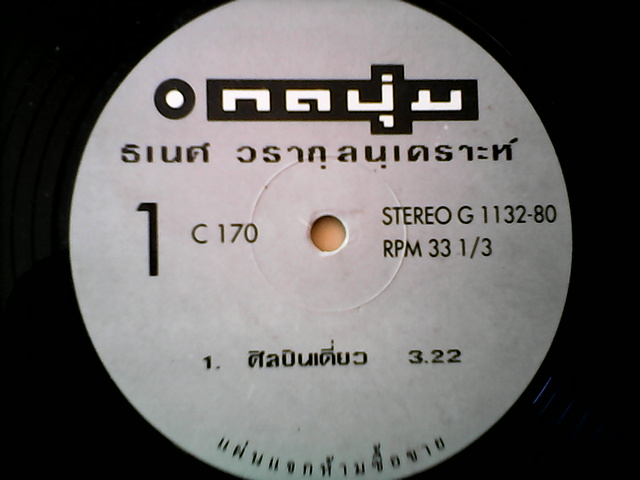 กดปุ่ม
ธเนศ วรากุลนุเคราะห์
1
C 170
STEREO G 1132-80
RPM 33 1/3
1. ศิลปินเดี่ยว 3.22
แผ่นแจกห้ามซื้อขาย